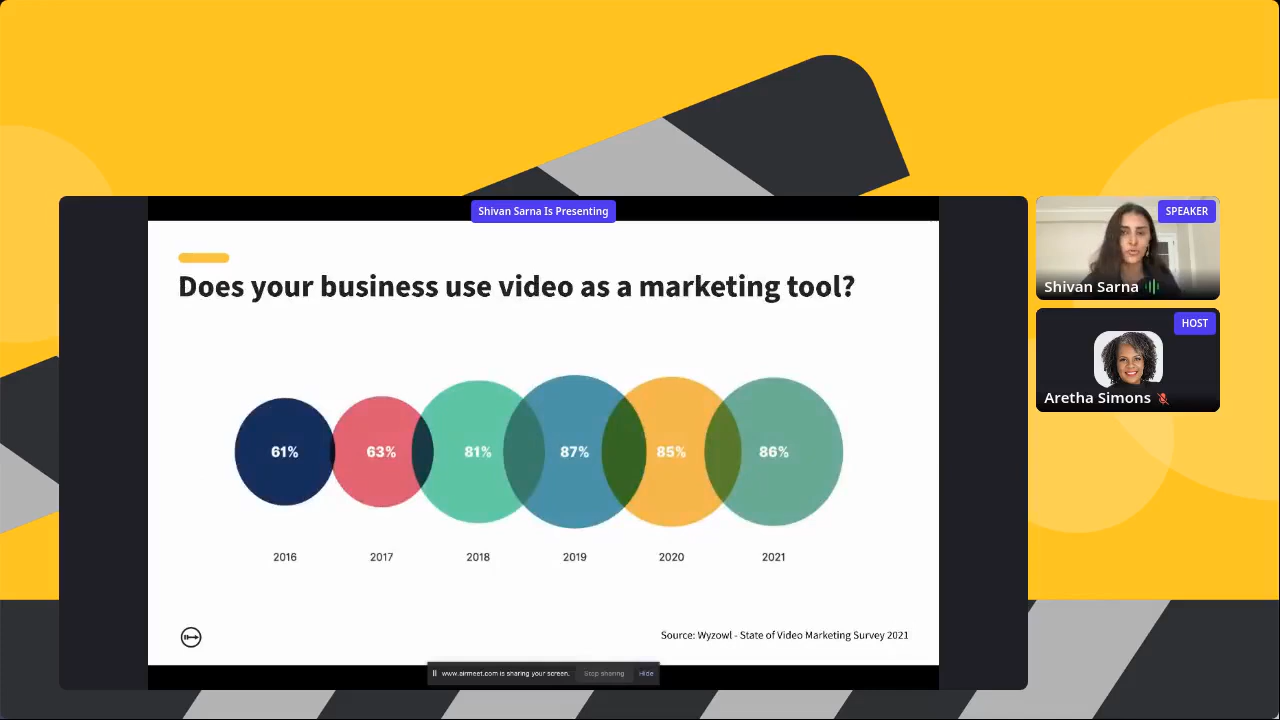 Shivan Sarna Is Presenting
Does your business use video as a marketing tool?
61%
63%
81%
87%
85%
86%
2016
2017
2018
2019
2020
2021
Source: Wyzowl - State of Video Marketing Survey 2021
www.airmeet.com is sharing your screen.
Stop sharing
Hide
SPEAKER
Shivan Sarna
HOST
Aretha Simons